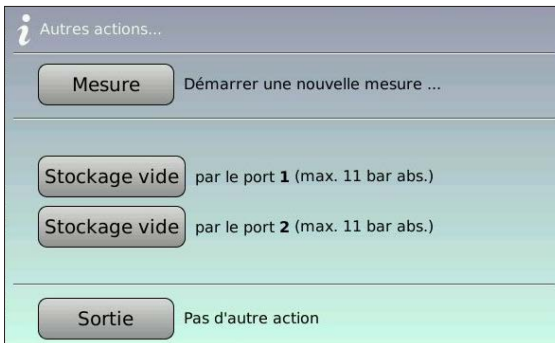 Autres actions...
Mesure Démarrer une nouvelle mesure ...
Stockage vide par le port 1 (max. 11 bar abs.)
Stockage vide par le port 2 (max. 11 bar abs.)
Sortie Pas d'autre action